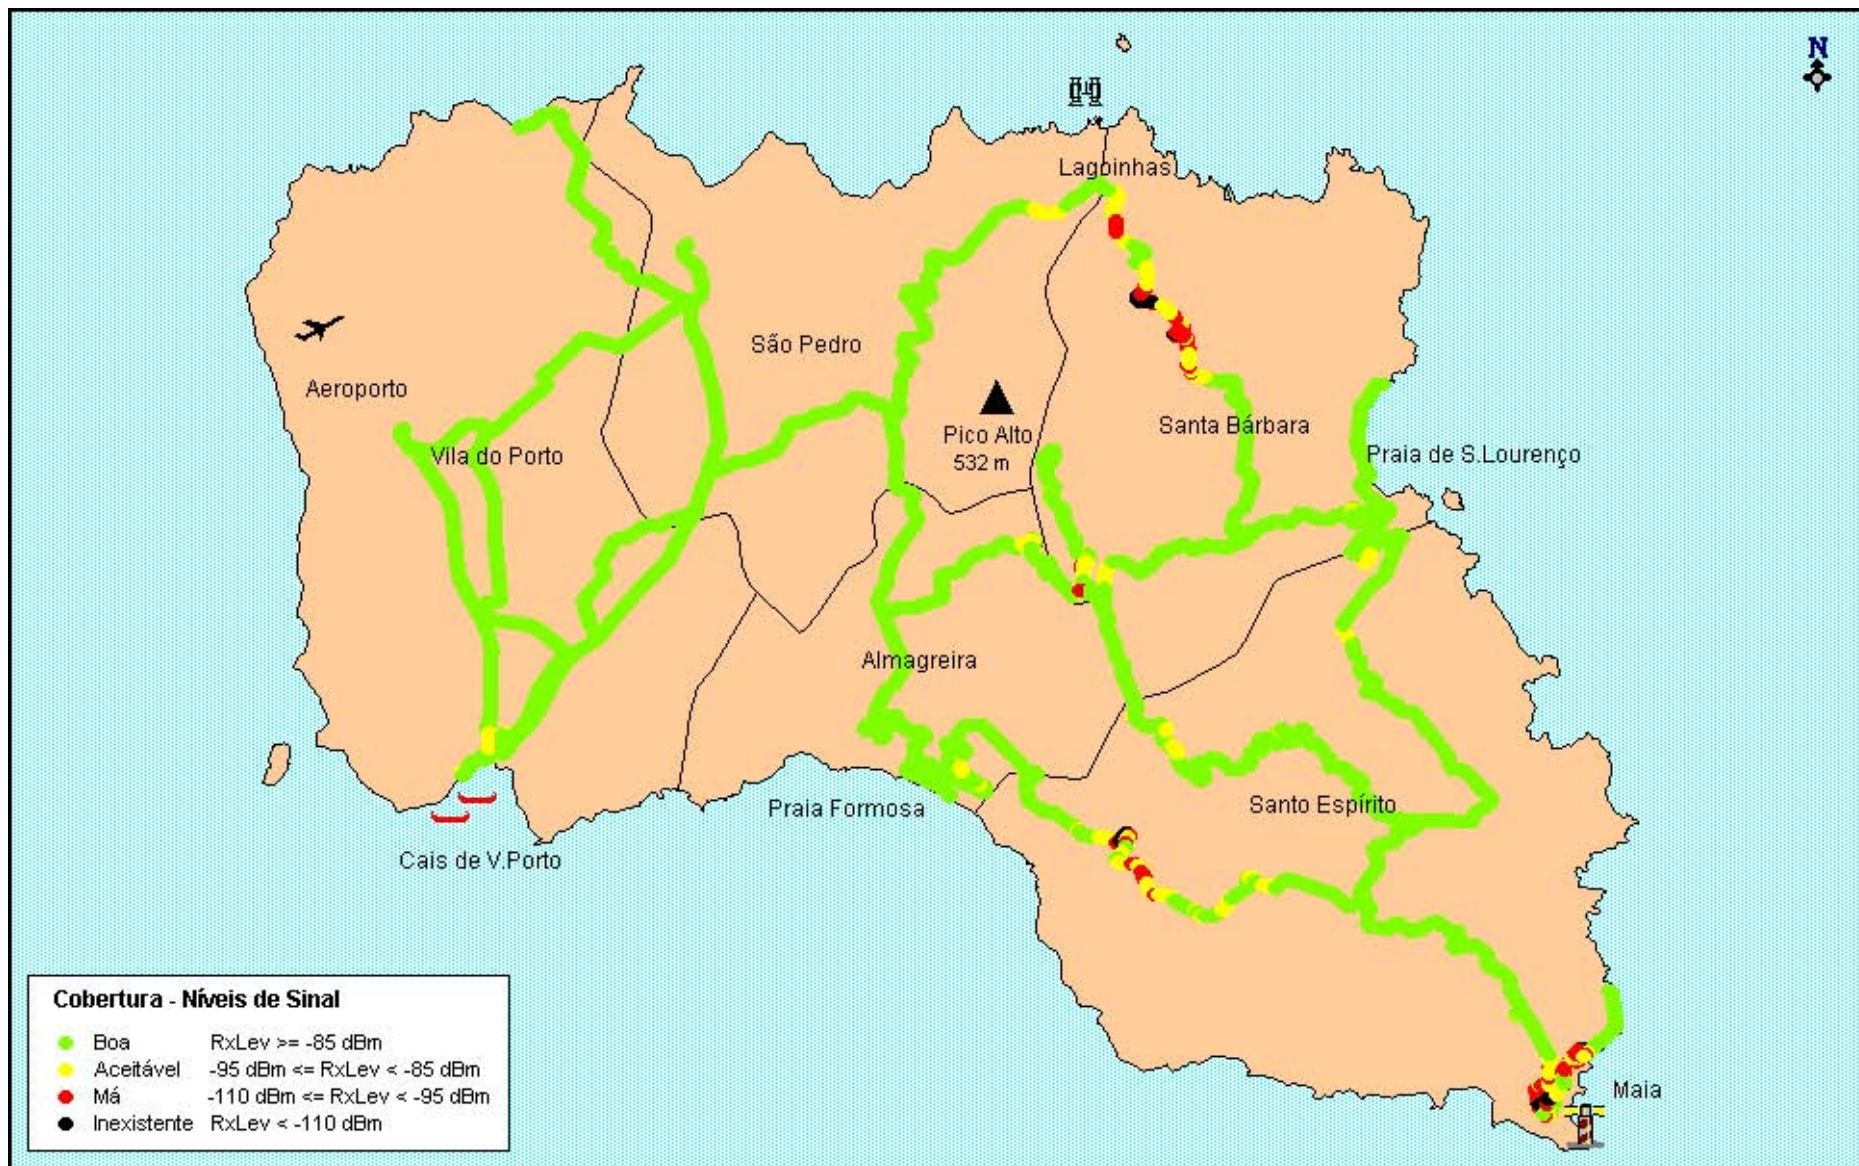 N
Lagoinhas
São Pedro
Aeroporto
Pico Alto
532 m
Santa Bárbara
Vila do Porto
Praia de S.Lourenço
Almagreira
Praia Formosa
Santo Espírito
Cais de V.Porto
Maia
Cobertura - Níveis de Sinal
Boa RxLev >= -85 dBm
Aceitável -95 dBm <= RxLev < -85 dBm
Má -110 dBm <= RxLev < -95 dBm
Inexistente RxLev < -110 dBm